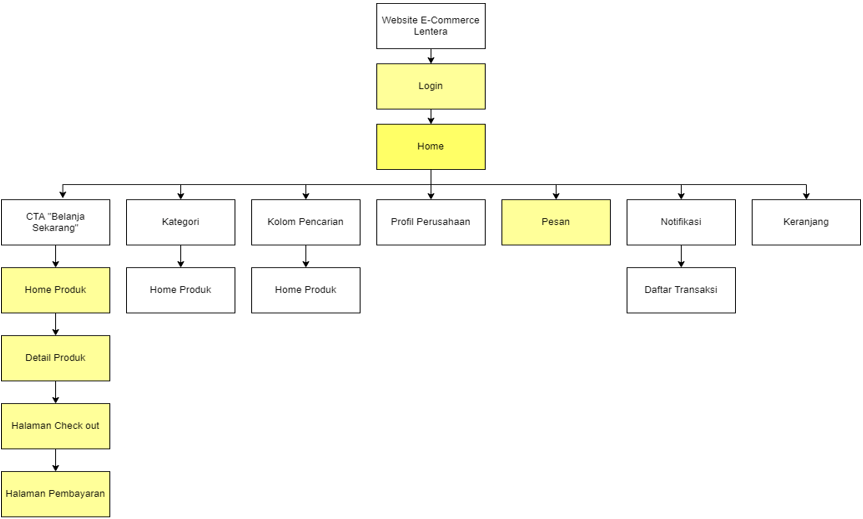 Website E-Commerce
Lentera
Login
Home
CTA "Belanja
Sekarang"
Kategori
Kolom Pencarian
Profil Perusahaan
Pesan
Notifikasi
Keranjang
Home Produk
Home Produk
Home Produk
Daftar Transaksi
Detail Produk
Halaman Check out
Halaman Pembayaran